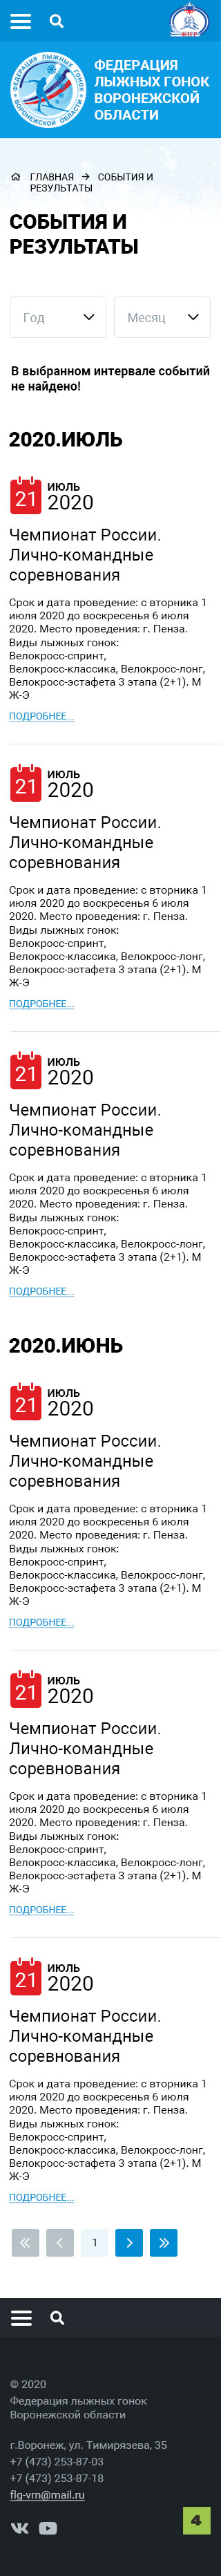 ФЕДЕРАЦИЯ
ЛЫЖНЫХ ГОНОК
ВОРОНЕЖСКОЙ
ОБЛАСТИ
ГЛАВНАЯ → СОБЫТИЯ И
РЕЗУЛЬТАТЫ
СОБЫТИЯ И
РЕЗУЛЬТАТЫ
Год
Месяц
В выбранном интервале событий
не найдено!
2020.ИЮЛЬ
21 ИЮЛЬ
2020
Чемпионат России.
Лично-командные
соревнования
Срок и дата проведение: с вторника 1
июля 2020 до воскресенья 6 июля
2020. Место проведения: г. Пенза.
Виды лыжных гонок:
Велокросс-спринт,
Велокросс-классика, Велокросс-лонг,
Велокросс-эстафета 3 этапа (2+1). М
Ж-Э
ПОДРОБНЕЕ...
21 ИЮЛЬ
2020
Чемпионат России.
Лично-командные
соревнования
Срок и дата проведение: с вторника 1
июля 2020 до воскресенья 6 июля
2020. Место проведения: г. Пенза.
Виды лыжных гонок:
Велокросс-спринт,
Велокросс-классика, Велокросс-лонг,
Велокросс-эстафета 3 этапа (2+1). М
Ж-Э
ПОДРОБНЕЕ...
21 ИЮЛЬ
2020
Чемпионат России.
Лично-командные
соревнования
Срок и дата проведение: с вторника 1
июля 2020 до воскресенья 6 июля
2020. Место проведения: г. Пенза.
Виды лыжных гонок:
Велокросс-спринт,
Велокросс-классика, Велокросс-лонг,
Велокросс-эстафета 3 этапа (2+1). М
Ж-Э
ПОДРОБНЕЕ...
2020.ИЮНЬ
21 ИЮЛЬ
2020
Чемпионат России.
Лично-командные
соревнования
Срок и дата проведение: с вторника 1
июля 2020 до воскресенья 6 июля
2020. Место проведения: г. Пенза.
Виды лыжных гонок:
Велокросс-спринт,
Велокросс-классика, Велокросс-лонг,
Велокросс-эстафета 3 этапа (2+1). М
Ж-Э
ПОДРОБНЕЕ...
21 ИЮЛЬ
2020
Чемпионат России.
Лично-командные
соревнования
Срок и дата проведение: с вторника 1
июля 2020 до воскресенья 6 июля
2020. Место проведения: г. Пенза.
Виды лыжных гонок:
Велокросс-спринт,
Велокросс-классика, Велокросс-лонг,
Велокросс-эстафета 3 этапа (2+1). М
Ж-Э
ПОДРОБНЕЕ...
21 ИЮЛЬ
2020
Чемпионат России.
Лично-командные
соревнования
Срок и дата проведение: с вторника 1
июля 2020 до воскресенья 6 июля
2020. Место проведения: г. Пенза.
Виды лыжных гонок:
Велокросс-спринт,
Велокросс-классика, Велокросс-лонг,
Велокросс-эстафета 3 этапа (2+1). М
Ж-Э
ПОДРОБНЕЕ...
1
© 2020
Федерация лыжных гонок
Воронежской области
г.Воронеж, ул. Тимирязева, 35
+7 (473) 253-87-03
+7 (473) 253-87-18
flg-vrn@mail.ru
4